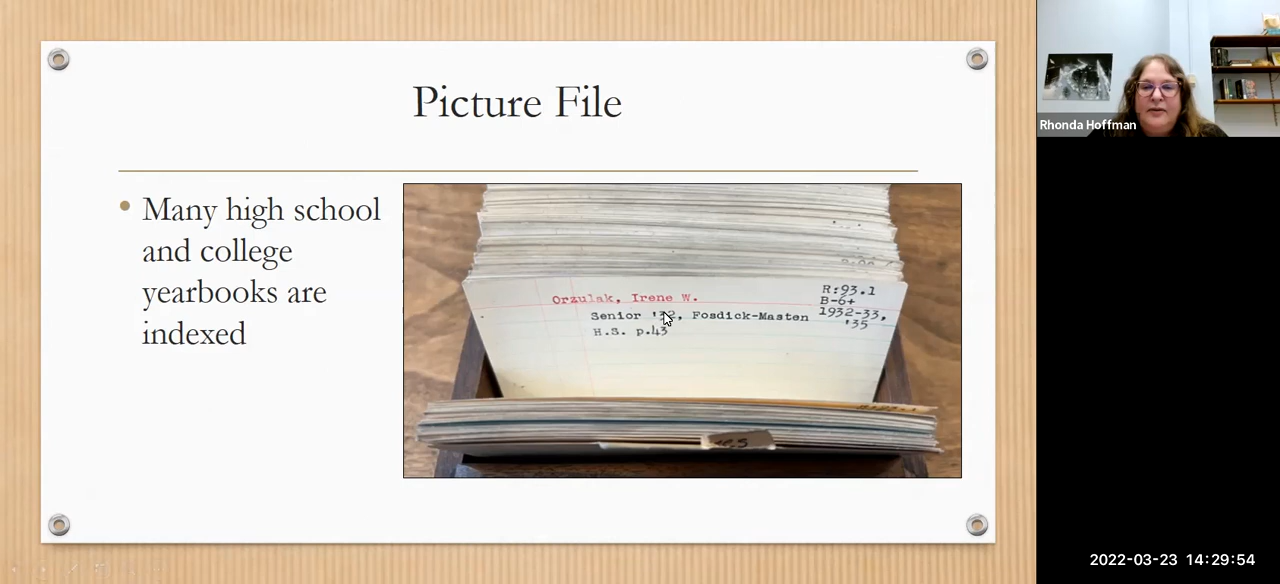 Picture File
• Many high school
and college
yearbooks are
indexed
Orzulak, Irene W.
Senior '32, Fosdick-Masten
H.S. p.43
R:93.1
B-6+
1932-33,
'35
Rhonda Hoffman
2022-03-23 14:29:54